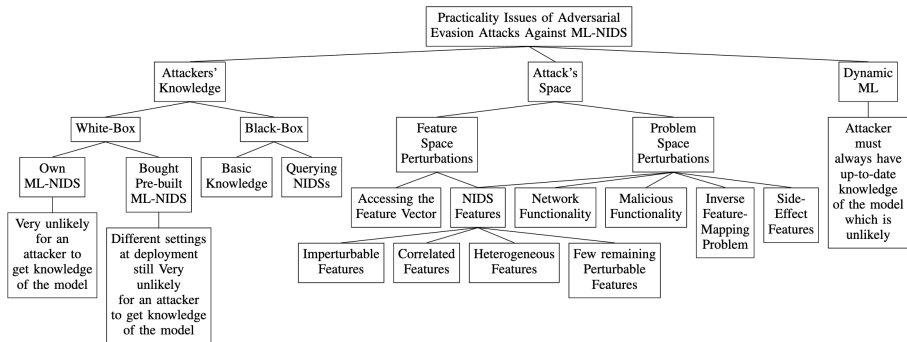 Practicality Issues of Adversarial
Evasion Attacks Against ML-NIDS
Attackers'
Knowledge
Attack's
Space
Dynamic
ML
White-Box
Black-Box
Feature
Space
Perturbations
Problem
Space
Perturbations
Attacker
must
always have
up-to-date
knowledge
of the model
which is
unlikely
Own
ML-NIDS
Bought
Pre-built
ML-NIDS
Basic
Knowledge
Querying
NIDSs
Accessing the
Feature Vector
NIDS
Features
Network
Functionality
Malicious
Functionality
Inverse
Feature-
Mapping
Problem
Side-
Effect
Features
Very unlikely
for an
attacker to
get knowledge
of the model
Different settings
at deployment
still Very
unlikely
for an attacker
to get knowledge
of the model
Imperturbable
Features
Correlated
Features
Heterogeneous
Features
Few remaining
Perturbable
Features